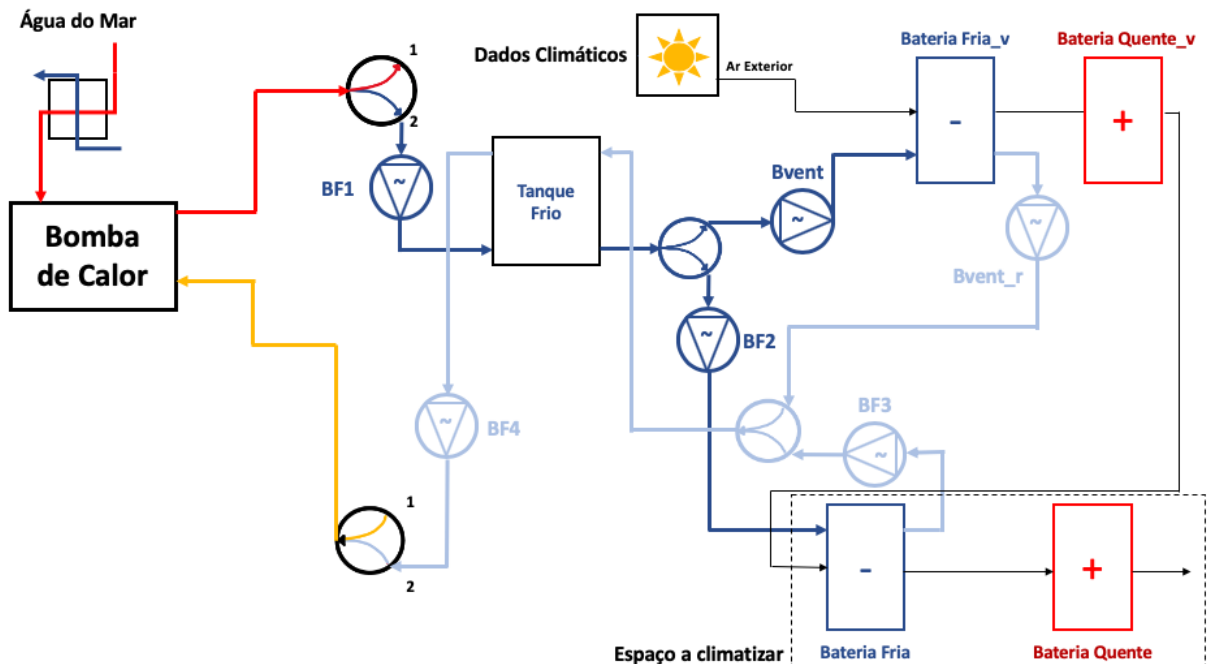 Água do Mar
1
2
Dados Climáticos
Ar Exterior
Bateria Fria_v
Bateria Quente_v
-
+
BF1
~
Tanque
Frio
Bvent
~
~
Bvent_r
Bomba
de Calor
~
BF2
~
BF4
BF3
~
1
2
-
+
Espaço a climatizar
Bateria Fria
Bateria Quente